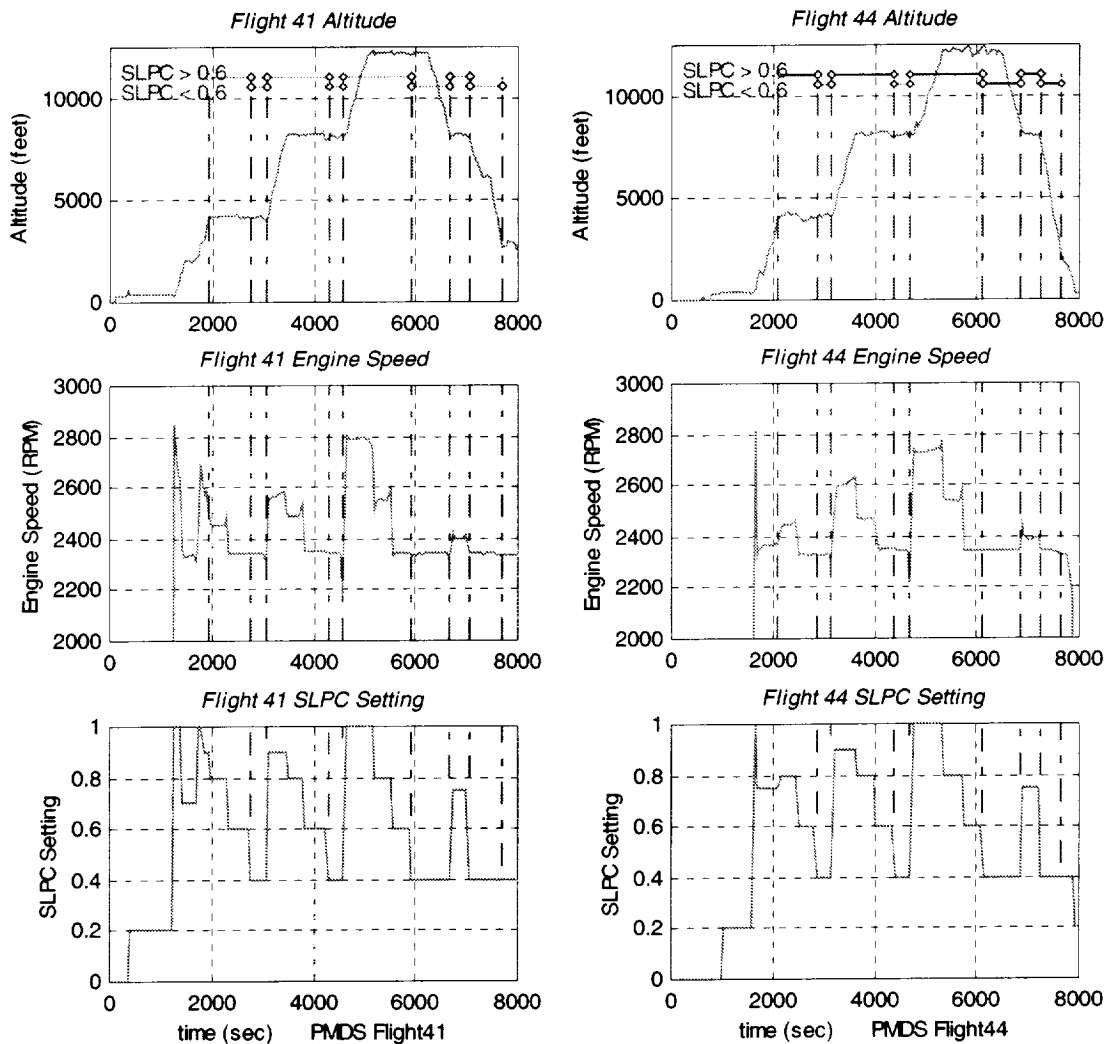 Flight 41 Altitude
SLPC > 0.6
SLPC < 0.6
10000
5000
0
Altitude (feet)
0 2000 4000 6000 8000
Flight 44 Altitude
SLPC > 0.6
SLPC < 0.6
10000
5000
0
Altitude (feet)
0 2000 4000 6000 8000
Flight 41 Engine Speed
3000
2800
2600
2400
2200
2000
Engine Speed (RPM)
0 2000 4000 6000 8000
Flight 44 Engine Speed
3000
2800
2600
2400
2200
2000
Engine Speed (RPM)
0 2000 4000 6000 8000
Flight 41 SLPC Setting
1
0.8
0.6
0.4
0.2
0
SLPC Setting
0 2000 4000 6000 8000
time (sec) PMDS Flight41
Flight 44 SLPC Setting
1
0.8
0.6
0.4
0.2
0
SLPC Setting
0 2000 4000 6000 8000
time (sec) PMDS Flight44